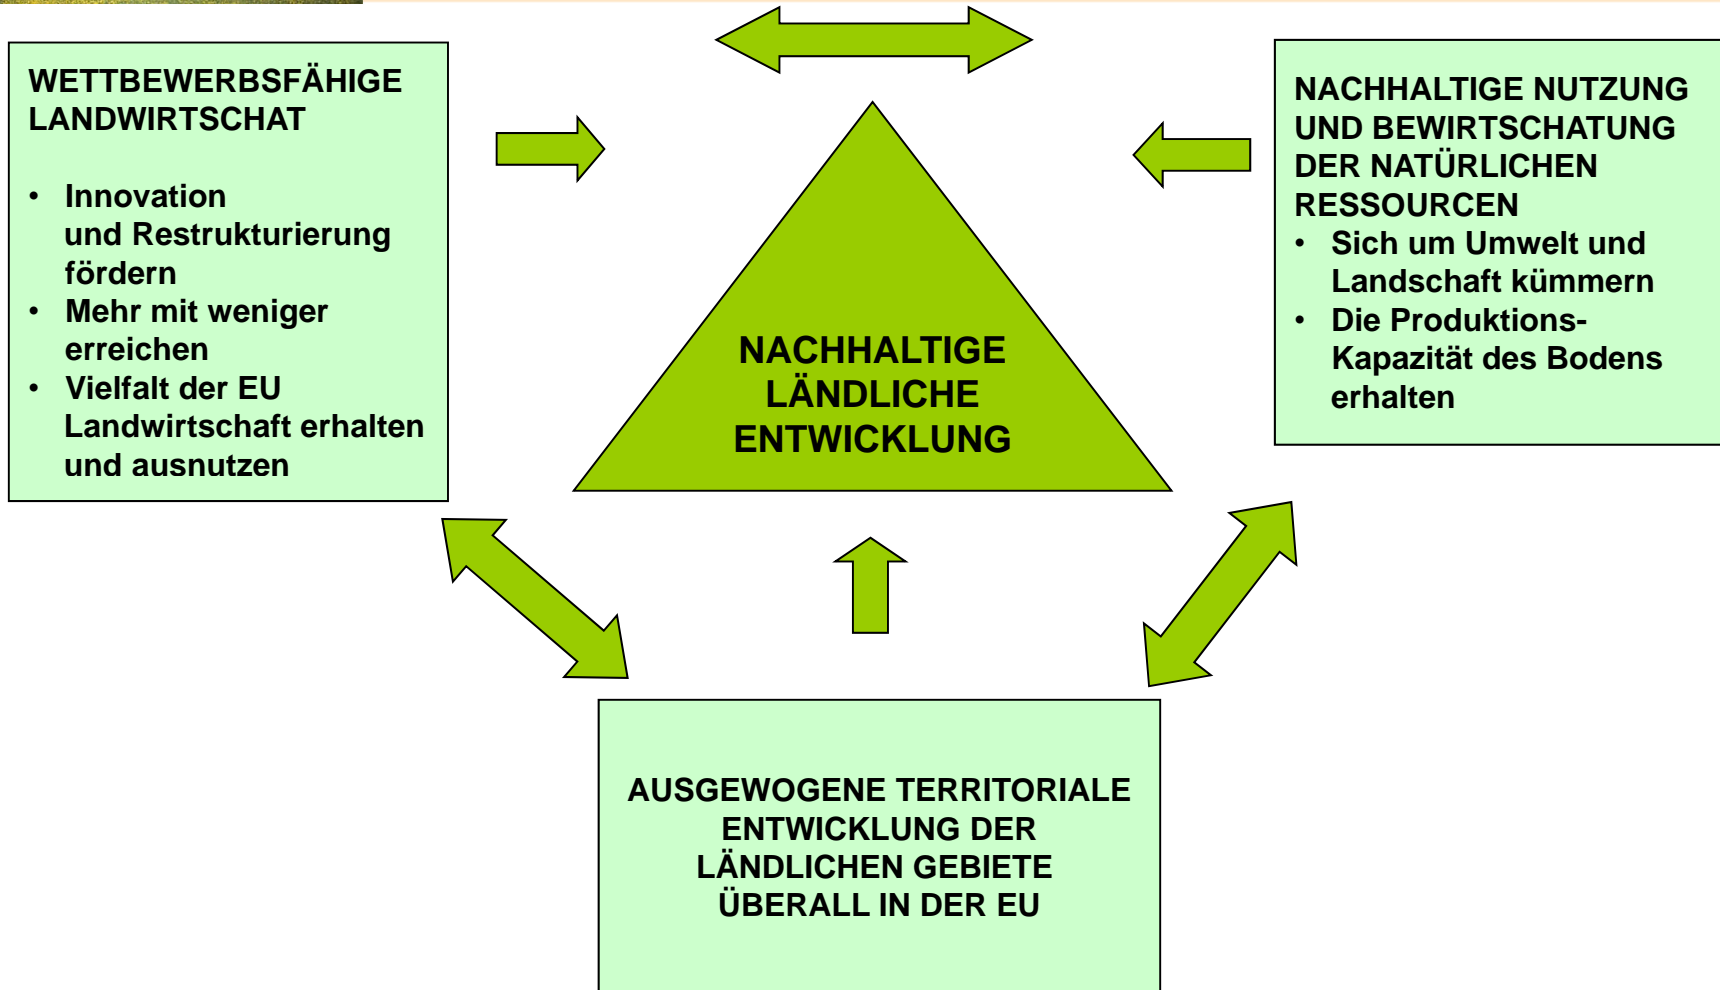 WETTBEWERBSFÄHIGE
LANDWIRTSCHAT
• Innovation
und Restrukturierung
fördern
• Mehr mit weniger
erreichen
• Vielfalt der EU
Landwirtschaft erhalten
und ausnutzen
NACHHALTIGE NUTZUNG
UND BEWIRTSCHATUNG
DER NATÜRLICHEN
RESSOURCEN
• Sich um Umwelt und
Landschaft kümmern
• Die Produktions-
Kapazität des Bodens
erhalten
NACHHALTIGE
LÄNDLICHE
ENTWICKLUNG
AUSGEWOGENE TERRITORIALE
ENTWICKLUNG DER
LÄNDLICHEN GEBIETE
ÜBERALL IN DER EU